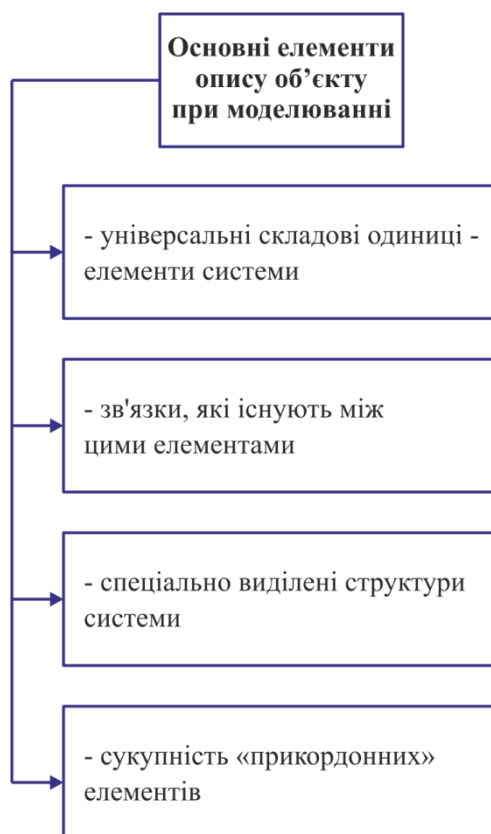 Основні елементи
опису об’єкту
при моделюванні
- універсальні складові одиниці -
елементи системи
- зв'язки, які існують між
цими елементами
- спеціально виділені структури
системи
- сукупність «прикордонних»
елементів